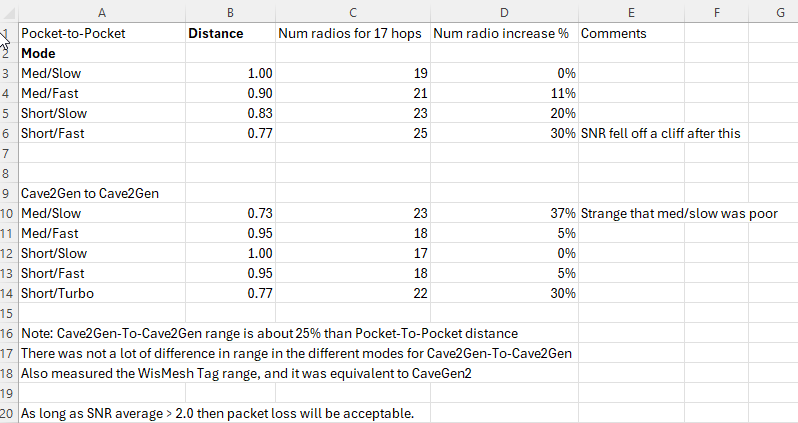 A B C D E F G
1 Pocket-to-Pocket Distance Num radios for 17 hops Num radio increase % Comments
2 Mode
3 Med/Slow 1.00 19 0%
4 Med/Fast 0.90 21 11%
5 Short/Slow 0.83 23 20%
6 Short/Fast 0.77 25 30% SNR fell off a cliff after this
7
8
9 Cave2Gen to Cave2Gen
10 Med/Slow 0.73 23 37% Strange that med/slow was poor
11 Med/Fast 0.95 18 5%
12 Short/Slow 1.00 17 0%
13 Short/Fast 0.95 18 5%
14 Short/Turbo 0.77 22 30%
15
16 Note: Cave2Gen-To-Cave2Gen range is about 25% than Pocket-To-Pocket distance
17 There was not a lot of difference in range in the different modes for Cave2Gen-To-Cave2Gen
18 Also measured the WisMesh Tag range, and it was equivalent to CaveGen2
19
20 As long as SNR average > 2.0 then packet loss will be acceptable.